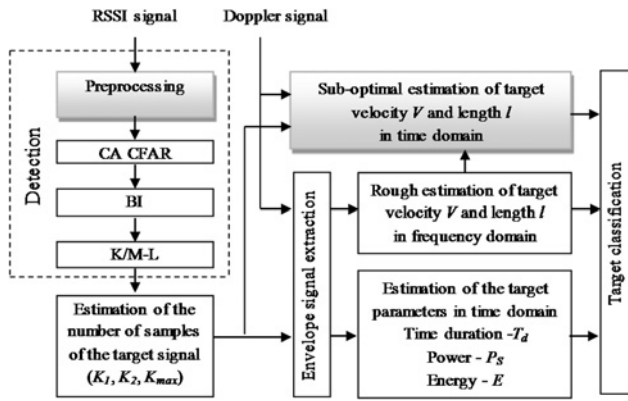 RSSI signal
Doppler signal
Detection
Preprocessing
CA CFAR
BI
K/M-L
Estimation of the
number of samples
of the target signal
(K1, K2, Kmax)
Sub-optimal estimation of target
velocity V and length l
in time domain
Envelope signal extraction
Rough estimation of target
velocity V and length l
in frequency domain
Estimation of the target
parameters in time domain
Time duration -Td
Power - PS
Energy - E
Target classification